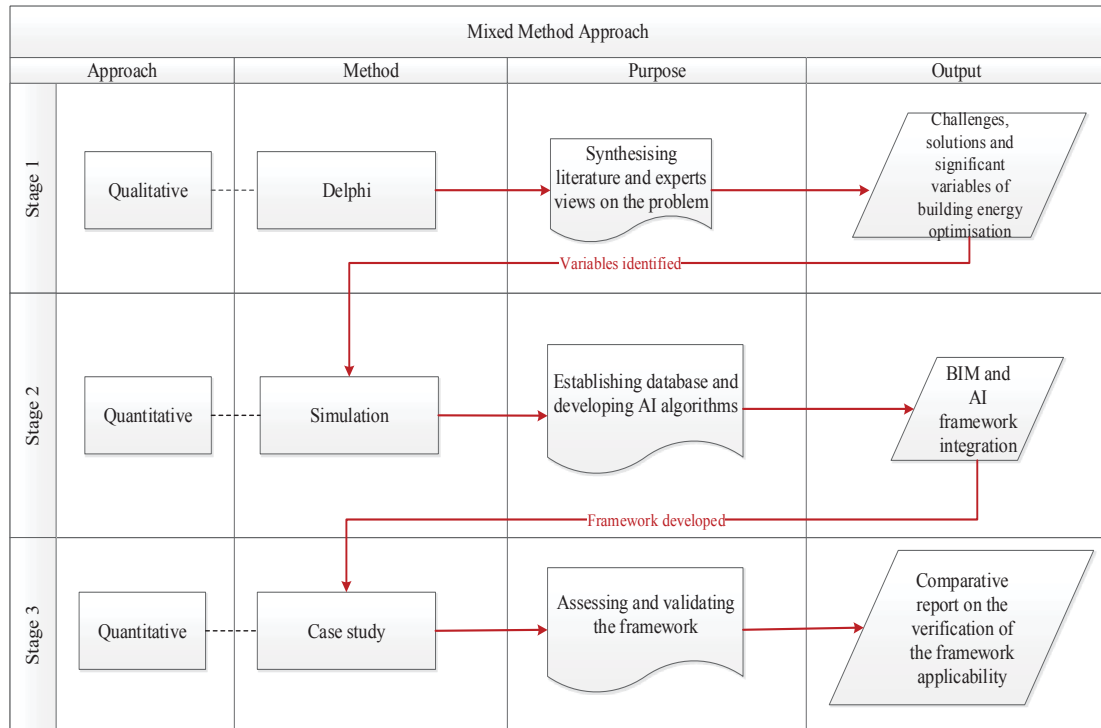 Mixed Method Approach
Approach
Method
Purpose
Output
Stage 1
Qualitative
Delphi
Synthesising
literature and experts
views on the problem
Challenges,
solutions and
significant
variables of
building energy
optimisation
Variables identified
Stage 2
Quantitative
Simulation
Establishing database and
developing AI algorithms
BIM and
AI
framework
integration
Framework developed
Stage 3
Quantitative
Case study
Assessing and validating
the framework
Comparative
report on the
verification of
the framework
applicability